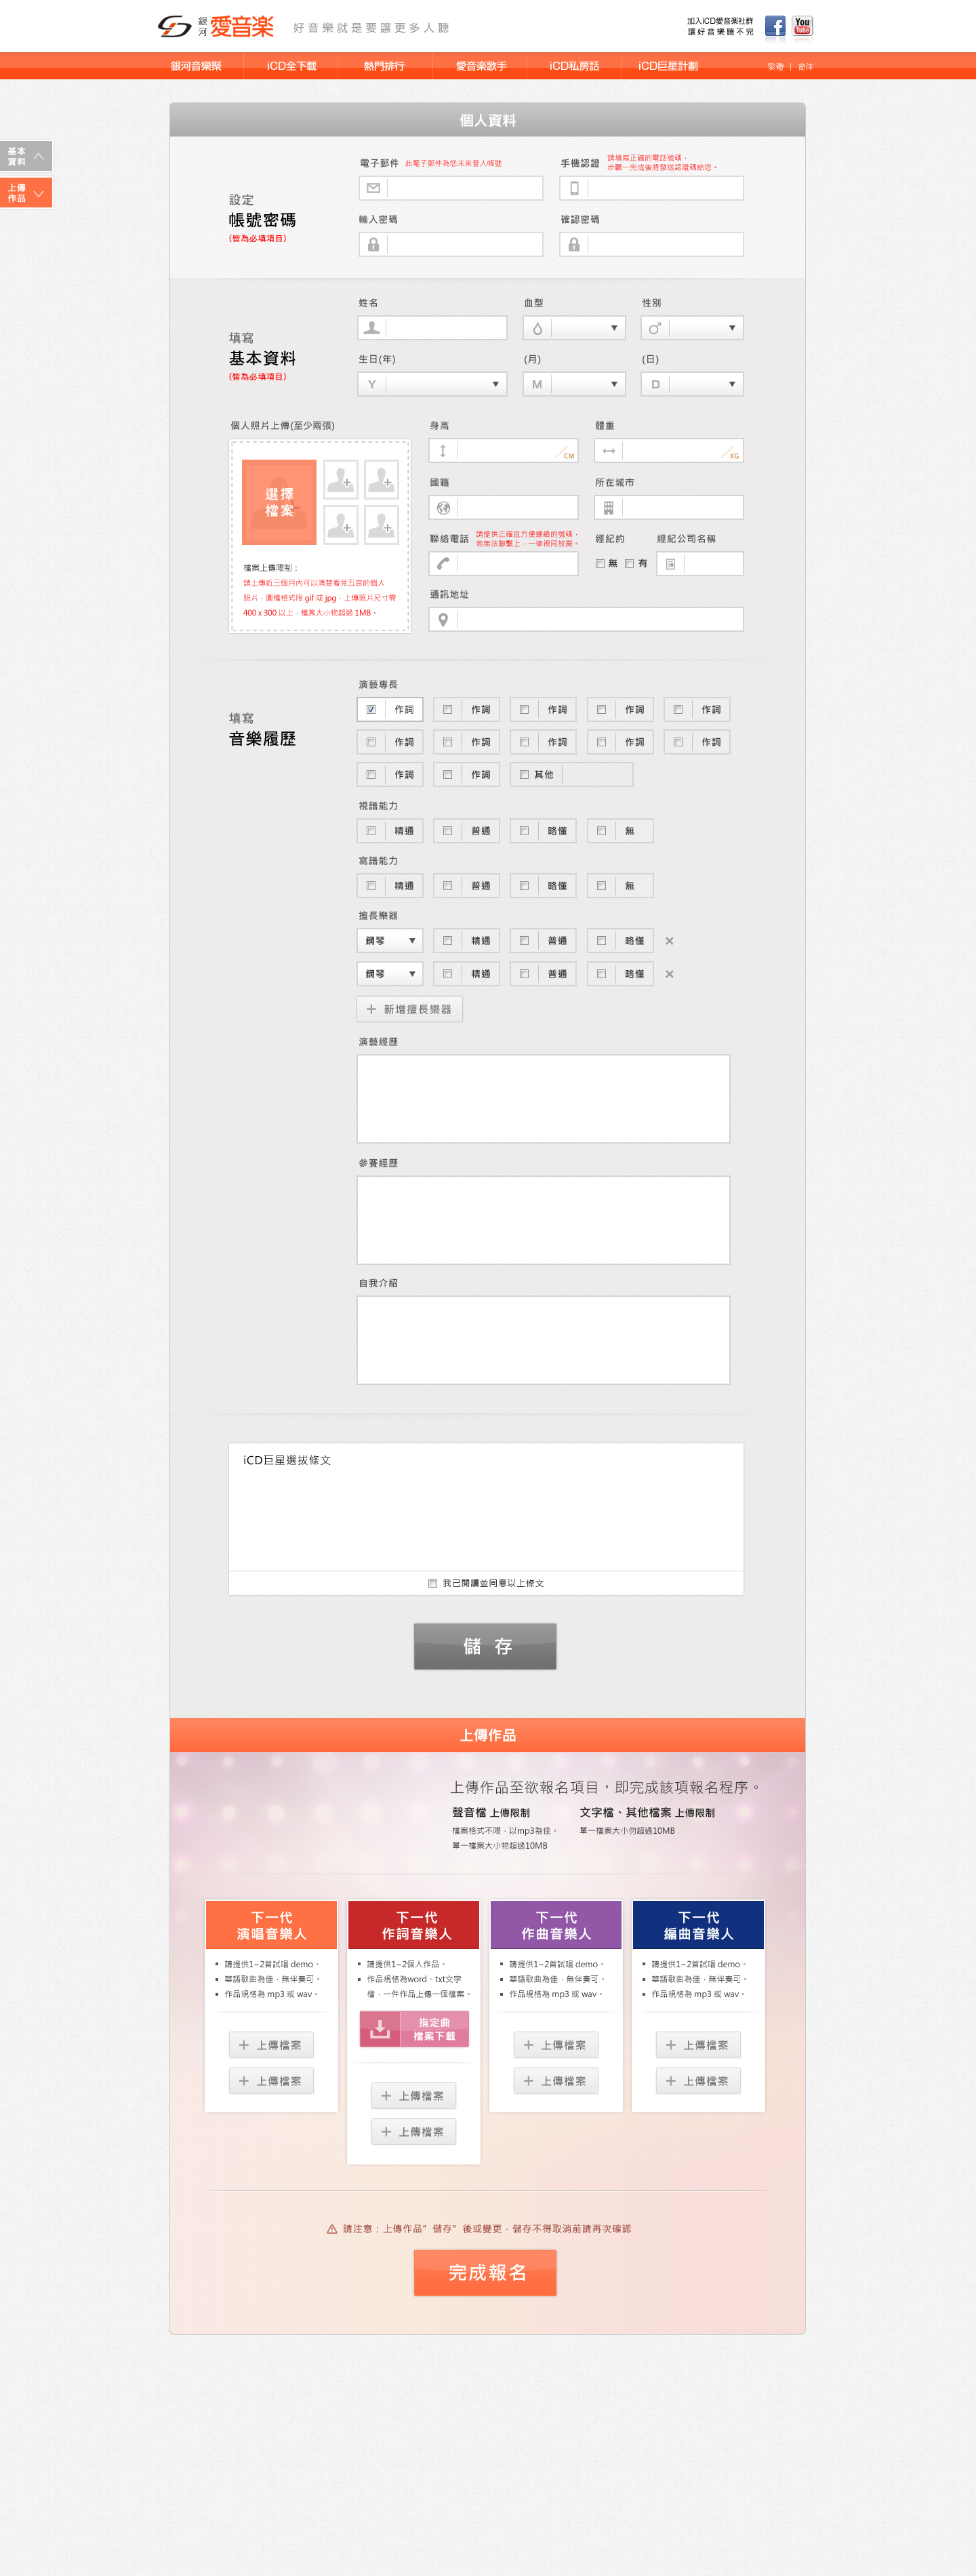 銀河 愛音楽
好音樂就是要讓更多人聽
加入iCD愛音楽社群
讓好音樂聽不完
You Tube
銀河音樂聚 iCD全下載 熱門排行 愛音楽歌手 iCD私房話 iCD巨星計劃 繁體 | 简体
基本資料
上傳作品
個人資料
設定
帳號密碼
(皆為必填項目)
電子郵件 此電子郵件為您未來登入帳號
手機認證 請填寫正確的電話號碼，
步驟一完成後將發送認證碼給您。
輸入密碼 確認密碼
填寫
基本資料
(皆為必填項目)
姓名 血型 性別
生日(年) (月) (日)
Y M D
個人照片上傳(至少兩張)
選擇
檔案
檔案上傳限制：
請上傳近三個月內可以清楚看見五官的個人
照片，圖檔格式限 gif 或 jpg，上傳照片尺寸需
400 x 300 以上，檔案大小勿超過 1MB。
身高 體重
CM KG
國籍 所在城市
聯絡電話 請提供正確且方便連絡的號碼，
若無法聯繫上，一律視同放棄。
經紀約 經紀公司名稱
無 有
通訊地址
填寫
音樂履歷
演藝專長
作詞 作詞 作詞 作詞 作詞
作詞 作詞 作詞 作詞 作詞
作詞 作詞 其他
視譜能力
精通 普通 略懂 無
寫譜能力
精通 普通 略懂 無
擅長樂器
鋼琴 精通 普通 略懂
鋼琴 精通 普通 略懂
新增擅長樂器
演藝經歷
參賽經歷
自我介紹
iCD巨星選拔條文
我已閱讀並同意以上條文
儲 存
上傳作品
上傳作品至欲報名項目，即完成該項報名程序。
聲音檔 上傳限制
檔案格式不限，以mp3為佳。
單一檔案大小物超過10MB
文字檔、其他檔案 上傳限制
單一檔案大小勿超過10MB
下一代
演唱音樂人
請提供1~2首試唱 demo。
華語歌曲為佳，無伴奏可。
作品規格為 mp3 或 wav。
上傳檔案
上傳檔案
下一代
作詞音樂人
請提供1~2個人作品。
作品規格為word、txt文字
檔，一件作品上傳一個檔案。
指定曲
檔案下載
上傳檔案
上傳檔案
下一代
作曲音樂人
請提供1~2首試唱 demo。
華語歌曲為佳，無伴奏可。
作品規格為 mp3 或 wav。
上傳檔案
上傳檔案
下一代
編曲音樂人
請提供1~2首試唱 demo。
華語歌曲為佳，無伴奏可。
作品規格為 mp3 或 wav。
上傳檔案
上傳檔案
請注意：上傳作品”儲存”後或變更，儲存不得取消前請再次確認
完成報名